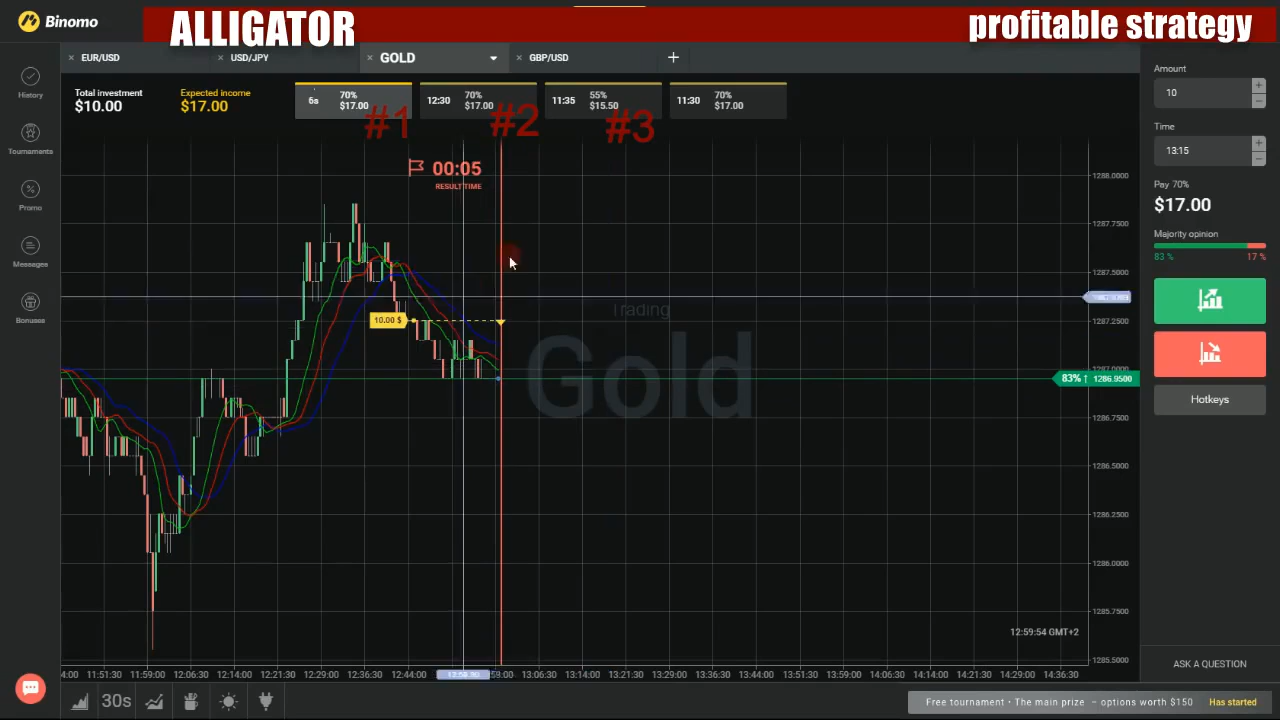 Binomo
ALLIGATOR
profitable strategy
EUR/USD
USD/JPY
GOLD
GBP/USD
Total investment
$10.00
Expected income
$17.00
6s 70% $17.00
12:30 70% $17.00
11:35 55% $15.50
11:30 70% $17.00
#1
#2
#3
00:05
RESULT TIME
History
Tournaments
Promo
Messages
Bonuses
Trading
Gold
10.00 $
1288.0000
1287.7500
1287.5000
1287.2500
1287.0000
83% ↑ 1286.9500
1286.7500
1286.5000
1286.2500
1286.0000
1285.7500
1285.5000
12:59:54 GMT+2
4:00 11:51:30 11:59:00 12:06:30 12:14:00 12:21:30 12:29:00 12:36:30 12:44:00 13:06:30 13:14:00 13:21:30 13:29:00 13:36:30 13:44:00 13:51:30 13:59:00 14:06:30 14:14:00 14:21:30 14:29:00 14:36:30
Amount
10
+
−
Time
13:15
+
−
Pay 70%
$17.00
Majority opinion
83 % 17 %
Hotkeys
ASK A QUESTION
30s
Free tournament • The main prize – options worth $150 Has started